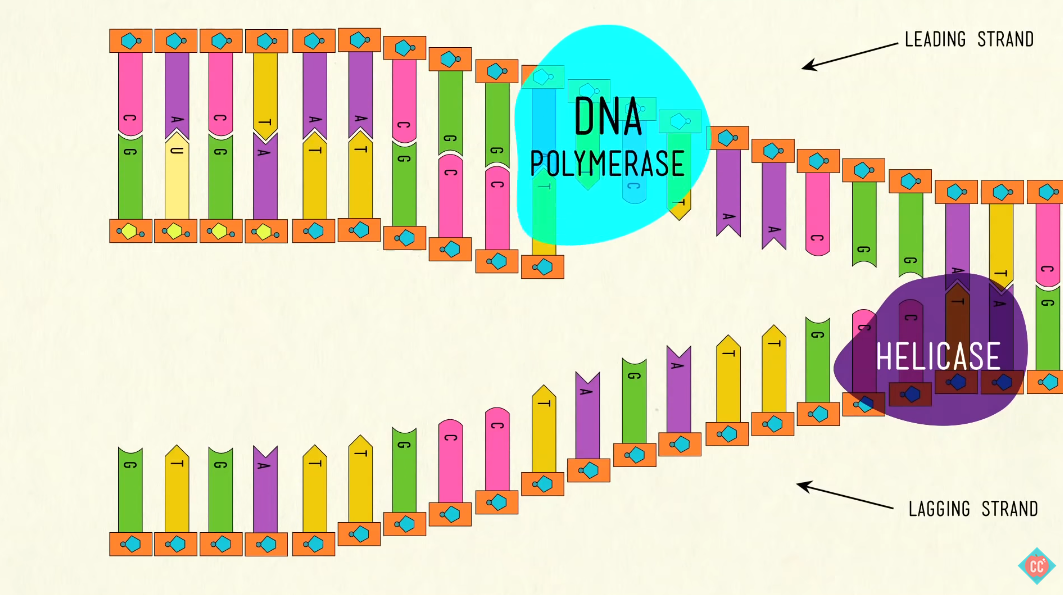 LEADING STRAND
C A C T A A C G G A T C T A A C G G A T C
DNA
POLYMERASE
G U G A T T G C C T
HELICASE
G T G A T T G C C T A G A T T G C C T A G
LAGGING STRAND
CC